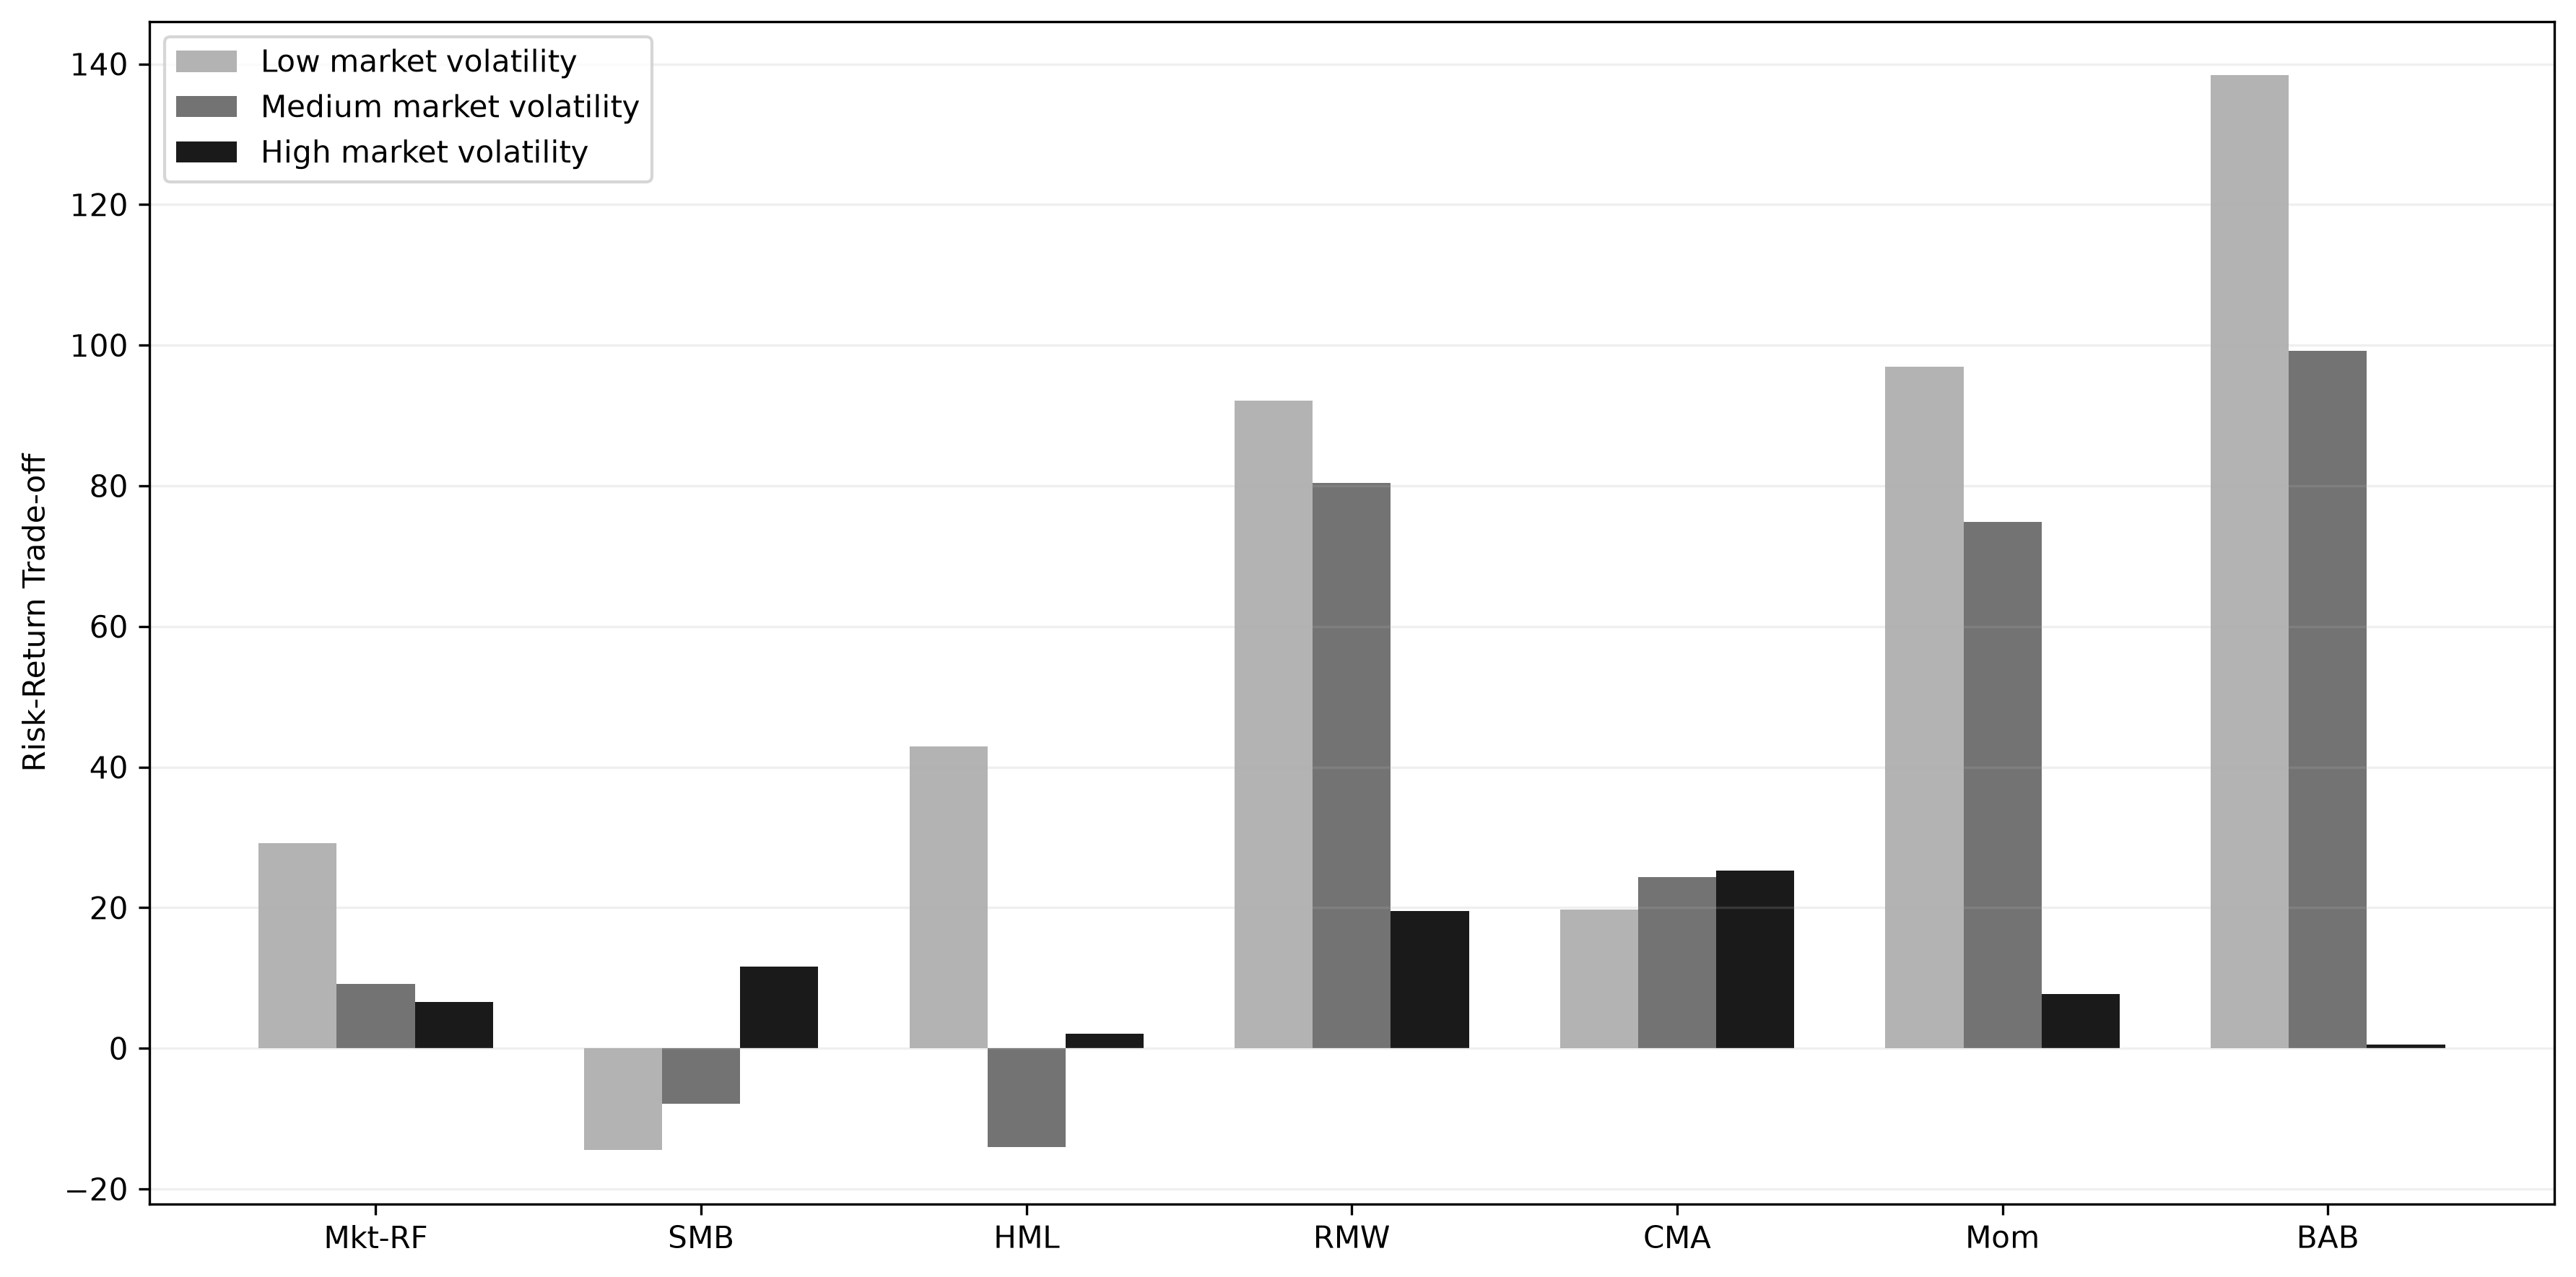 Low market volatility
Medium market volatility
High market volatility
Risk-Return Trade-off
140
120
100
80
60
40
20
0
−20
Mkt-RF SMB HML RMW CMA Mom BAB